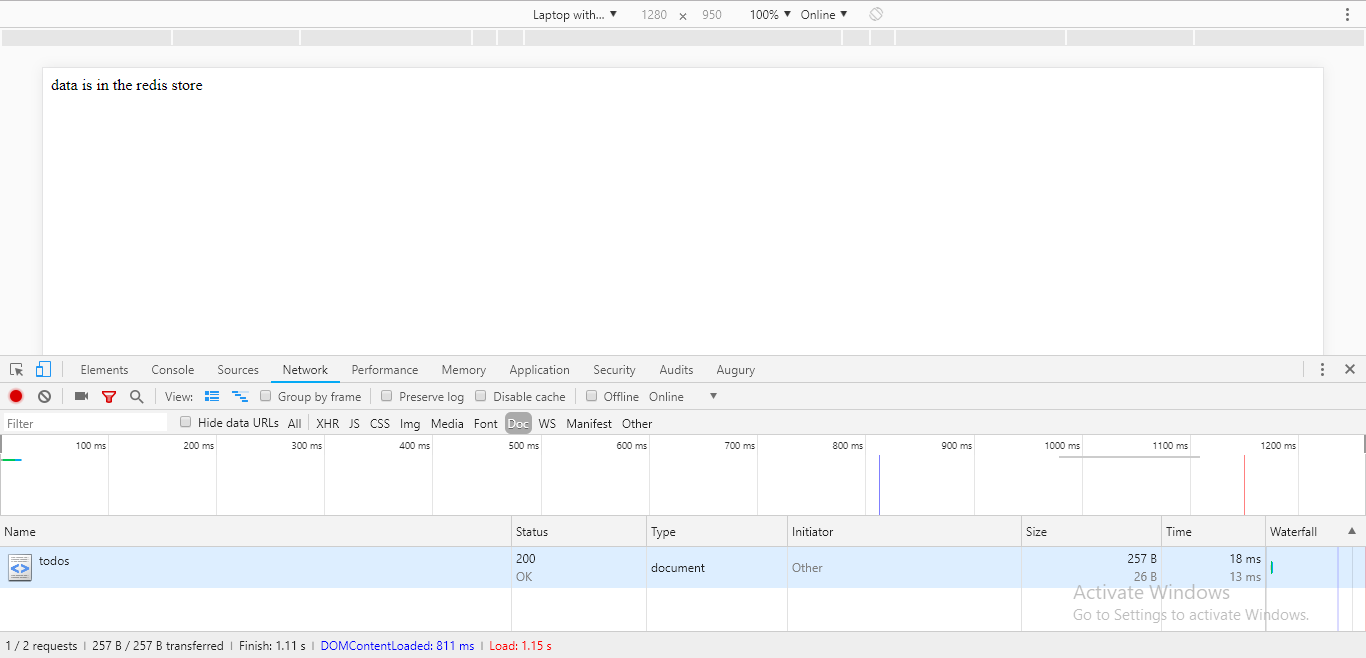 Laptop with... ▼ 1280 × 950 100% ▼ Online ▼
data is in the redis store
Elements Console Sources Network Performance Memory Application Security Audits Augury
View: Group by frame Preserve log Disable cache Offline Online ▼
Filter Hide data URLs All XHR JS CSS Img Media Font Doc WS Manifest Other
100 ms 200 ms 300 ms 400 ms 500 ms 600 ms 700 ms 800 ms 900 ms 1000 ms 1100 ms 1200 ms
Name Status Type Initiator Size Time Waterfall ▲
todos 200 document Other 257 B 18 ms
OK 26 B 13 ms
Activate Windows
Go to Settings to activate Windows.
1 / 2 requests | 257 B / 257 B transferred | Finish: 1.11 s | DOMContentLoaded: 811 ms | Load: 1.15 s